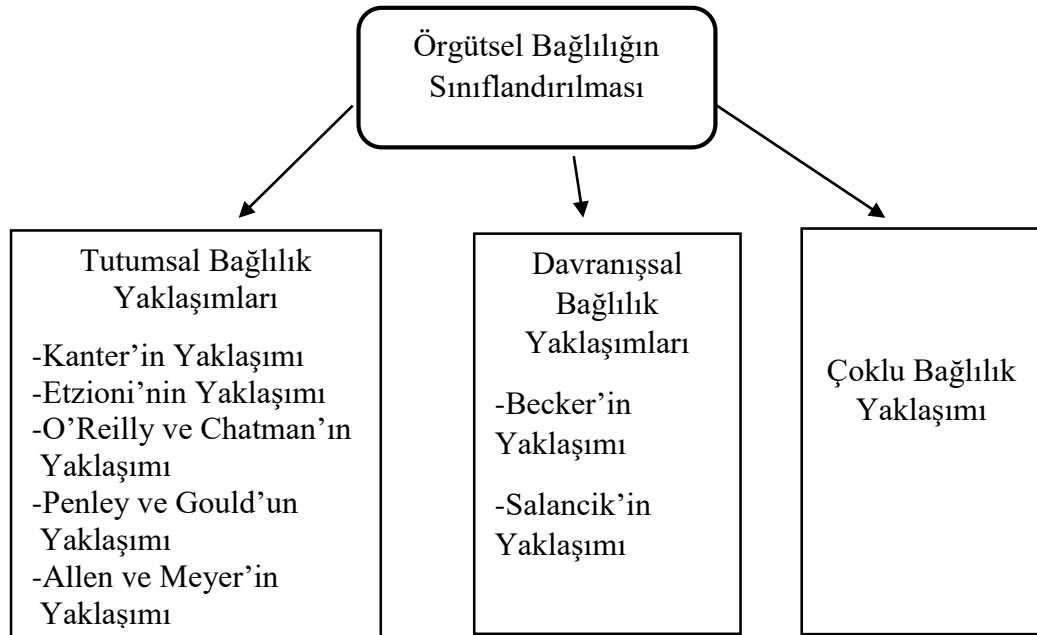 Örgütsel Bağlılığın
Sınıflandırılması
Tutumsal Bağlılık
Yaklaşımları
-Kanter’in Yaklaşımı
-Etzioni’nin Yaklaşımı
-O’Reilly ve Chatman’ın
Yaklaşımı
-Penley ve Gould’un
Yaklaşımı
-Allen ve Meyer’in
Yaklaşımı
Davranışsal
Bağlılık
Yaklaşımları
-Becker’in
Yaklaşımı
-Salancik’in
Yaklaşımı
Çoklu Bağlılık
Yaklaşımı